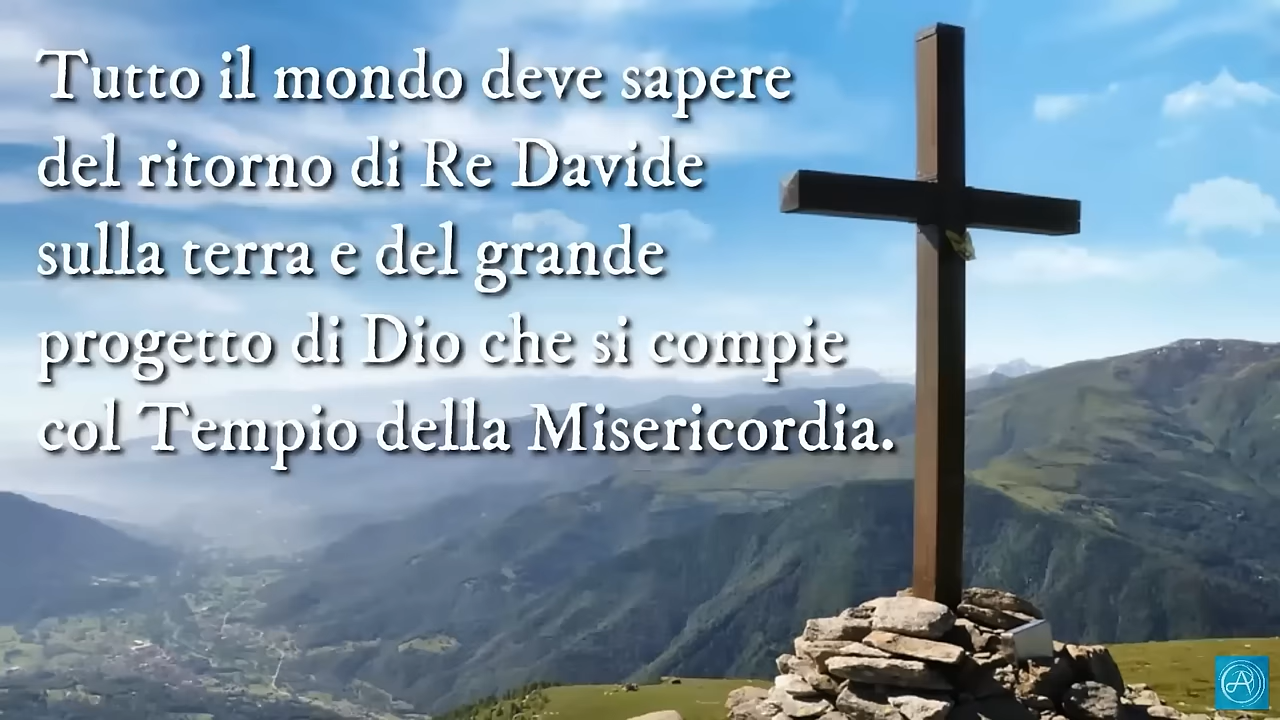 Tutto il mondo deve sapere
del ritorno di Re Davide
sulla terra e del grande
progetto di Dio che si compie
col Tempio della Misericordia.